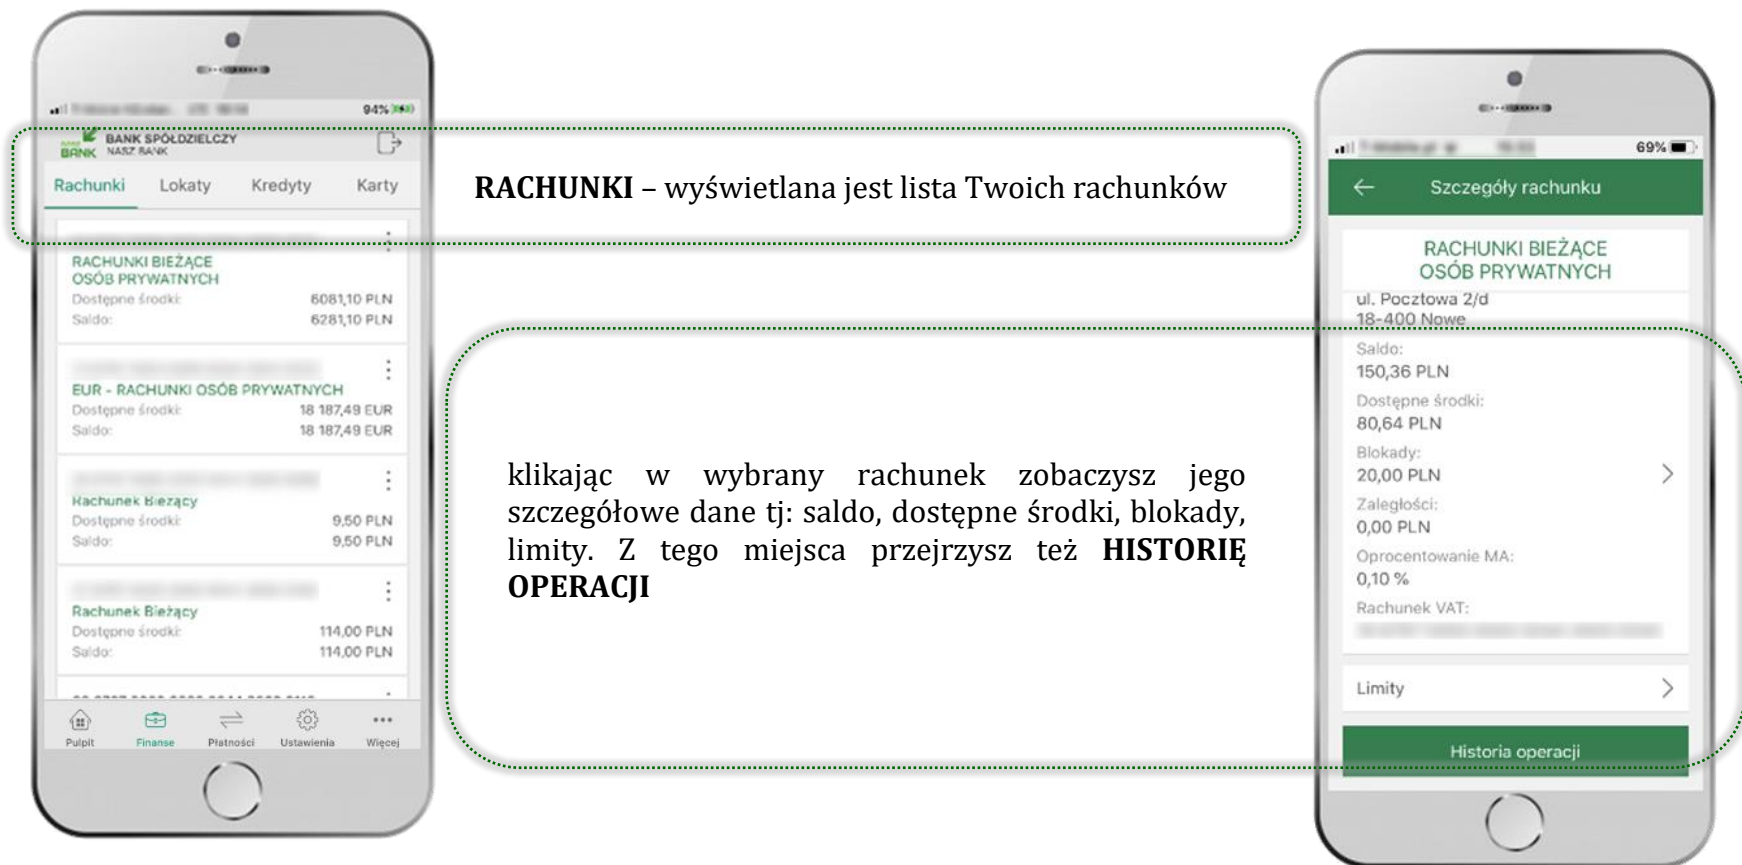 94%
BANK SPÓŁDZIELCZY
BANK NASZ BANK
Rachunki Lokaty Kredyty Karty
RACHUNKI BIEŻĄCE
OSÓB PRYWATNYCH
Dostępne środki: 6081,10 PLN
Saldo: 6281,10 PLN
EUR - RACHUNKI OSÓB PRYWATNYCH
Dostępne środki: 18 187,49 EUR
Saldo: 18 187,49 EUR
Rachunek Bieżący
Dostępne środki: 9,50 PLN
Saldo: 9,50 PLN
Rachunek Bieżący
Dostępne środki: 114,00 PLN
Saldo: 114,00 PLN
Pulpit Finanse Płatności Ustawienia Więcej
RACHUNKI – wyświetlana jest lista Twoich rachunków
klikając w wybrany rachunek zobaczysz jego
szczegółowe dane tj: saldo, dostępne środki, blokady,
limity. Z tego miejsca przejrzysz też HISTORIĘ
OPERACJI
69%
Szczegóły rachunku
RACHUNKI BIEŻĄCE
OSÓB PRYWATNYCH
ul. Pocztowa 2/d
18-400 Nowe
Saldo:
150,36 PLN
Dostępne środki:
80,64 PLN
Blokady:
20,00 PLN
Zaległości:
0,00 PLN
Oprocentowanie MA:
0,10 %
Rachunek VAT:
Limity
Historia operacji